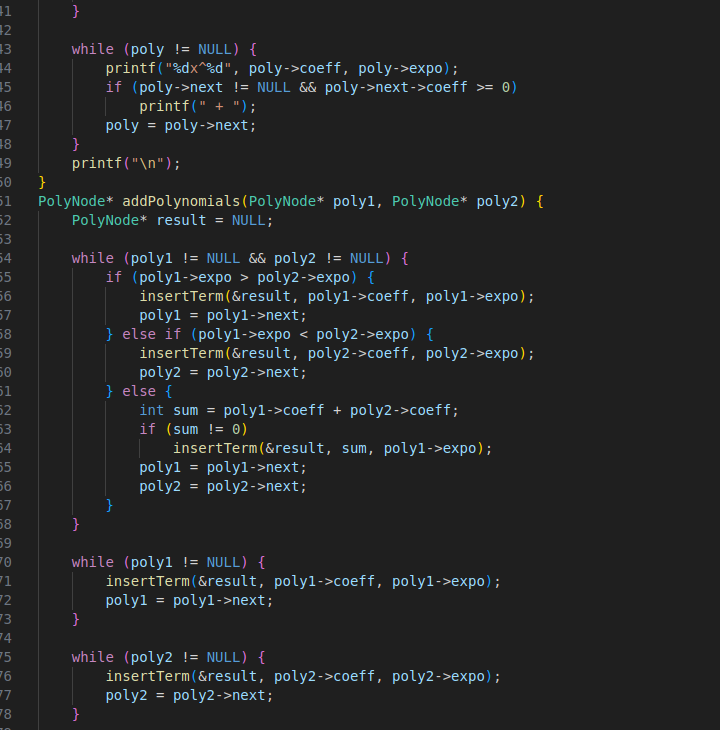 41     }
42
43     while (poly != NULL) {
44         printf("%dx^%d", poly->coeff, poly->expo);
45         if (poly->next != NULL && poly->next->coeff >= 0)
46             printf(" + ");
47         poly = poly->next;
48     }
49     printf("\n");
50 }
51 PolyNode* addPolynomials(PolyNode* poly1, PolyNode* poly2) {
52     PolyNode* result = NULL;
53
54     while (poly1 != NULL && poly2 != NULL) {
55         if (poly1->expo > poly2->expo) {
56             insertTerm(&result, poly1->coeff, poly1->expo);
57             poly1 = poly1->next;
58         } else if (poly1->expo < poly2->expo) {
59             insertTerm(&result, poly2->coeff, poly2->expo);
60             poly2 = poly2->next;
61         } else {
62             int sum = poly1->coeff + poly2->coeff;
63             if (sum != 0)
64                 insertTerm(&result, sum, poly1->expo);
65             poly1 = poly1->next;
66             poly2 = poly2->next;
67         }
68     }
69
70     while (poly1 != NULL) {
71         insertTerm(&result, poly1->coeff, poly1->expo);
72         poly1 = poly1->next;
73     }
74
75     while (poly2 != NULL) {
76         insertTerm(&result, poly2->coeff, poly2->expo);
77         poly2 = poly2->next;
78     }